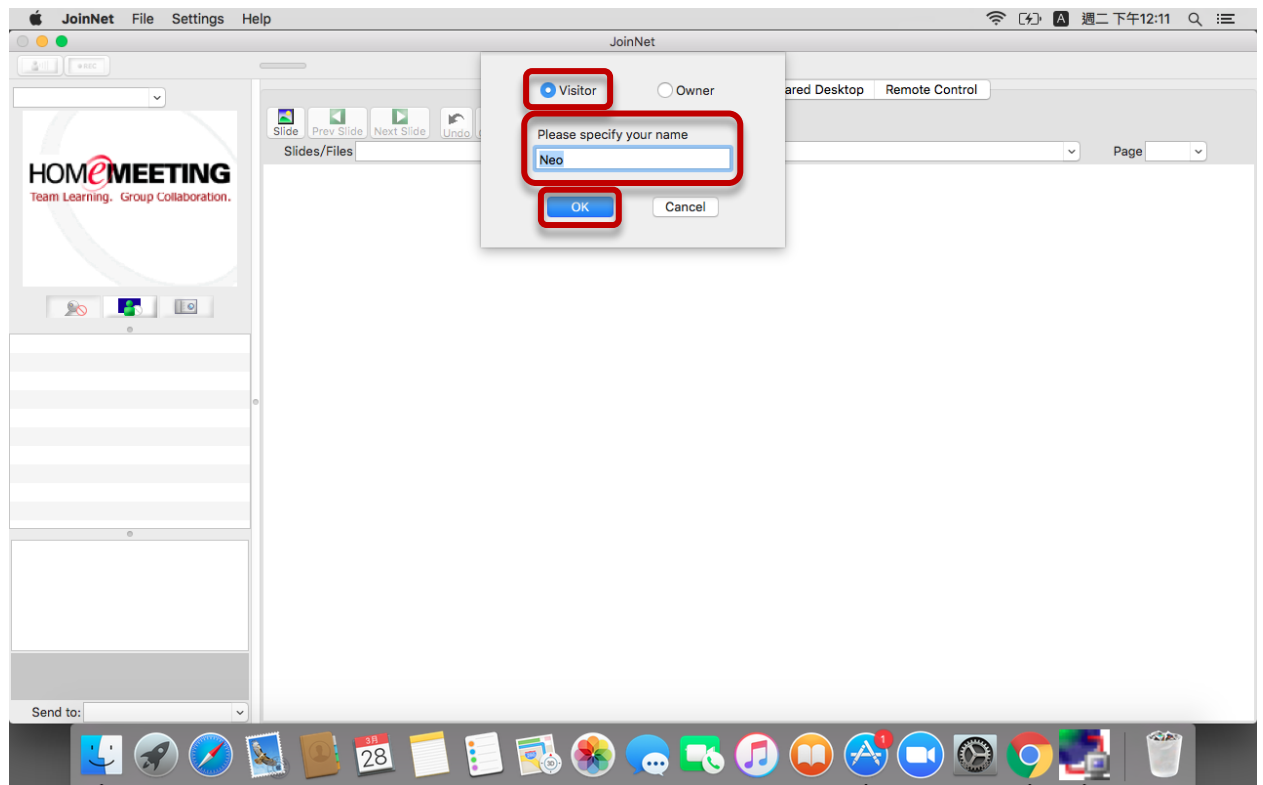 JoinNet File Settings Help
A 週二 下午12:11
JoinNet
REC
Visitor Owner
ared Desktop Remote Control
Slide Prev Slide Next Slide Undo
Please specify your name
Slides/Files
Page
Neo
HOMeMEETING
Team Learning. Group Collaboration.
OK Cancel
Send to:
3月
28
3D
1